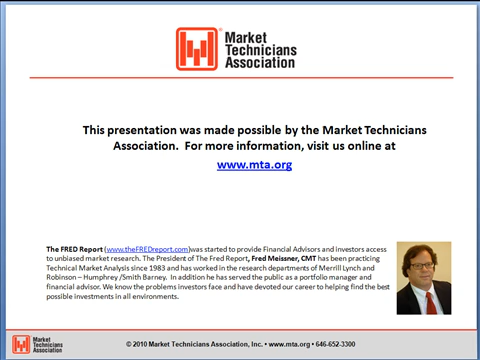 Market
Technicians
Association
This presentation was made possible by the Market Technicians
Association. For more information, visit us online at
www.mta.org
The FRED Report (www.theFREDreport.com)was started to provide Financial Advisors and investors access
to unbiased market research. The President of The Fred Report, Fred Meissner, CMT has been practicing
Technical Market Analysis since 1983 and has worked in the research departments of Merrill Lynch and
Robinson – Humphrey /Smith Barney. In addition he has served the public as a portfolio manager and
financial advisor. We know the problems investors face and have devoted our career to helping find the best
possible investments in all environments.
Market
Technicians
Association
© 2010 Market Technicians Association, Inc. • www.mta.org • 646-652-3300